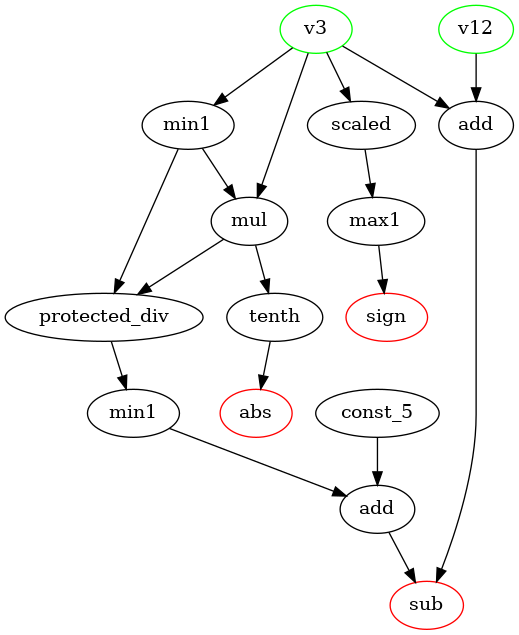 v3
v12
min1
scaled
add
mul
max1
protected_div
tenth
sign
min1
abs
const_5
add
sub